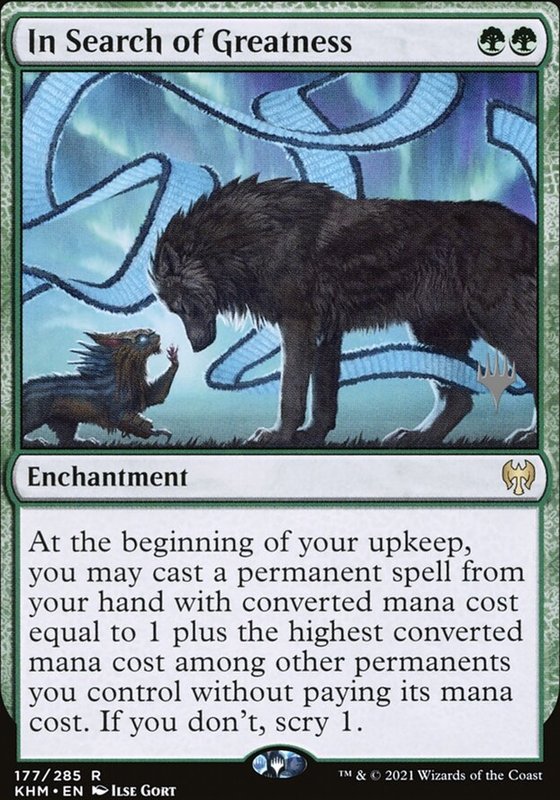 In Search of Greatness
Enchantment
At the beginning of your upkeep,
you may cast a permanent spell from
your hand with converted mana cost
equal to 1 plus the highest converted
mana cost among other permanents
you control without paying its mana
cost. If you don't, scry 1.
177/285 R
KHM • EN Ilse Gort
™ & © 2021 Wizards of the Coast